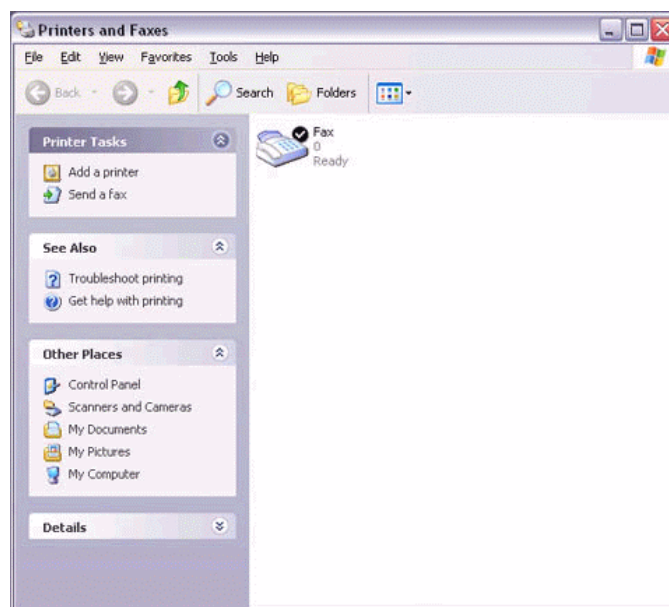 Printers and Faxes
File Edit View Favorites Tools Help
Back Search Folders
Printer Tasks
Add a printer
Send a fax
See Also
Troubleshoot printing
Get help with printing
Other Places
Control Panel
Scanners and Cameras
My Documents
My Pictures
My Computer
Details
Fax
0
Ready